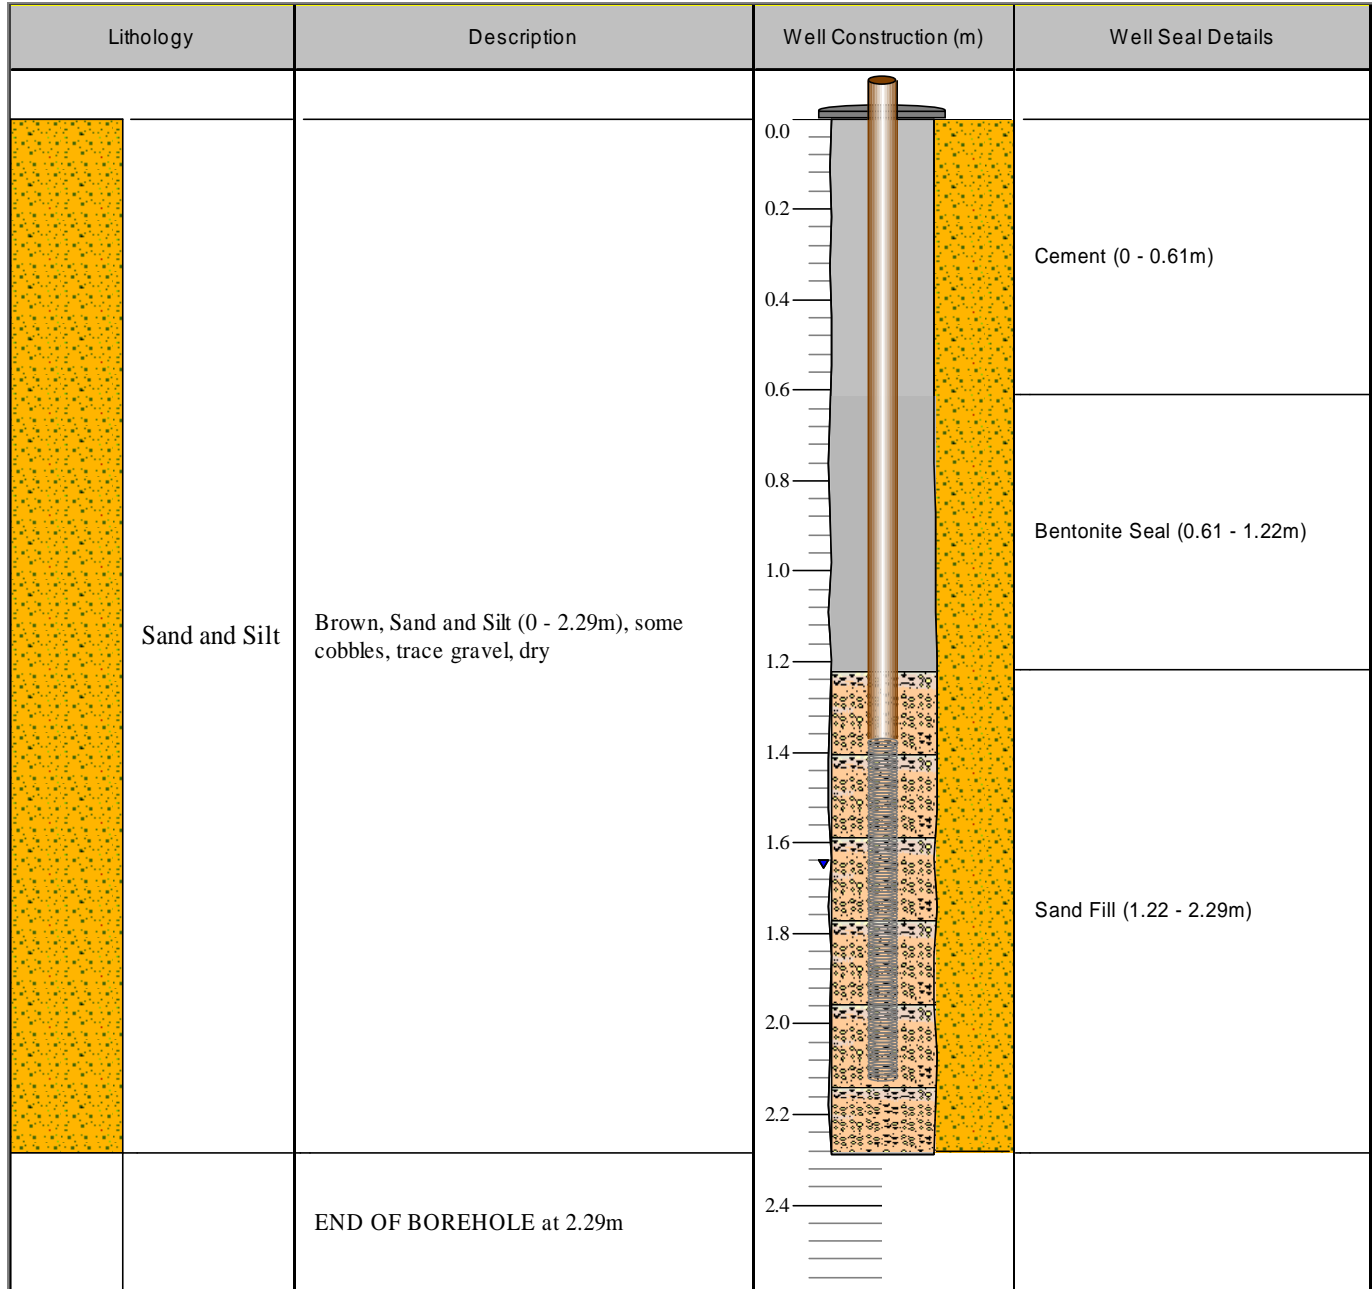 Lithology
Description
Well Construction (m)
Well Seal Details
0.0
0.2
Cement (0 - 0.61m)
0.4
0.6
0.8
Bentonite Seal (0.61 - 1.22m)
1.0
Sand and Silt
Brown, Sand and Silt (0 - 2.29m), some
cobbles, trace gravel, dry
1.2
1.4
1.6
Sand Fill (1.22 - 2.29m)
1.8
2.0
2.2
2.4
END OF BOREHOLE at 2.29m